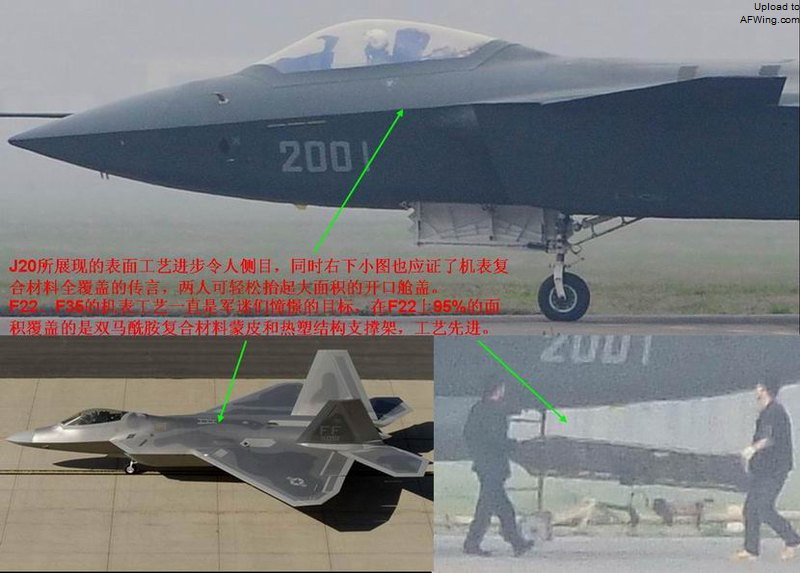 Upload to
AFWing.com
2001
J20所展现的表面工艺进步令人侧目，同时右下小图也应证了机表复
合材料全覆盖的传言，两人可轻松抬起大面积的开口舱盖。
F22、F35的机表工艺一直是军迷们憧憬的目标，在F22上95%的面
积覆盖的是双马酰胺复合材料蒙皮和热塑结构支撑架，工艺先进。
2001
FF